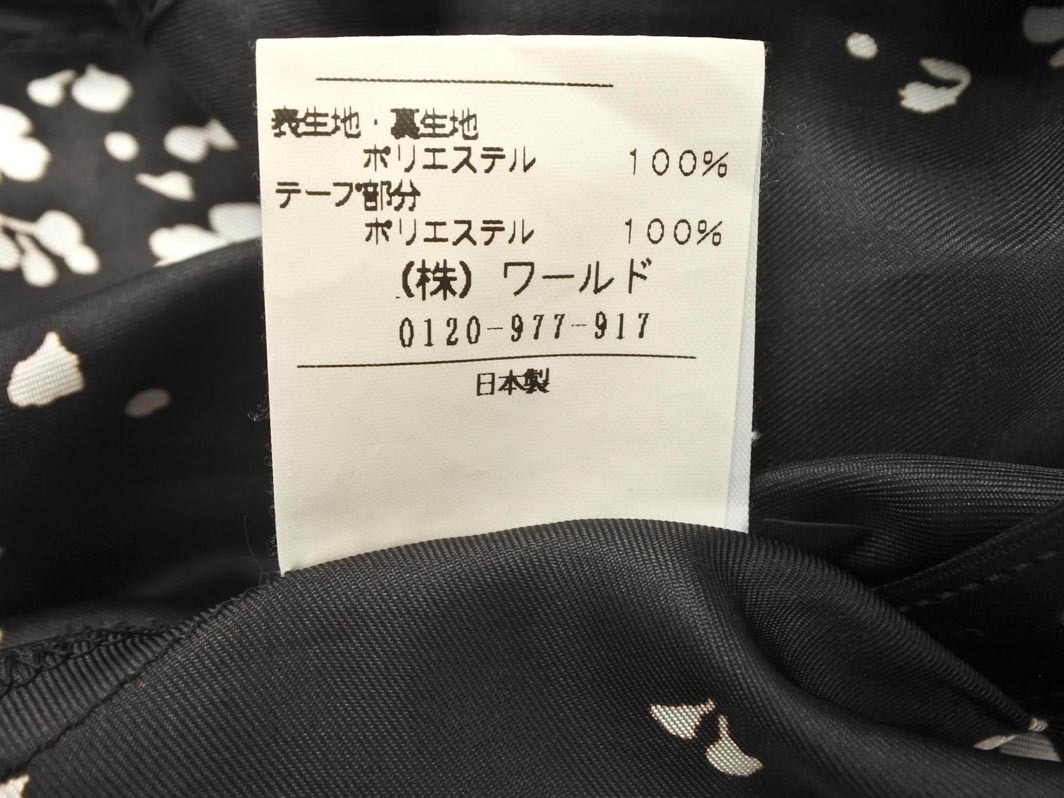 表生地・裏生地
ポリエステル 100%
テープ部分
ポリエステル 100%
(株)ワールド
0120-977-917
日本製